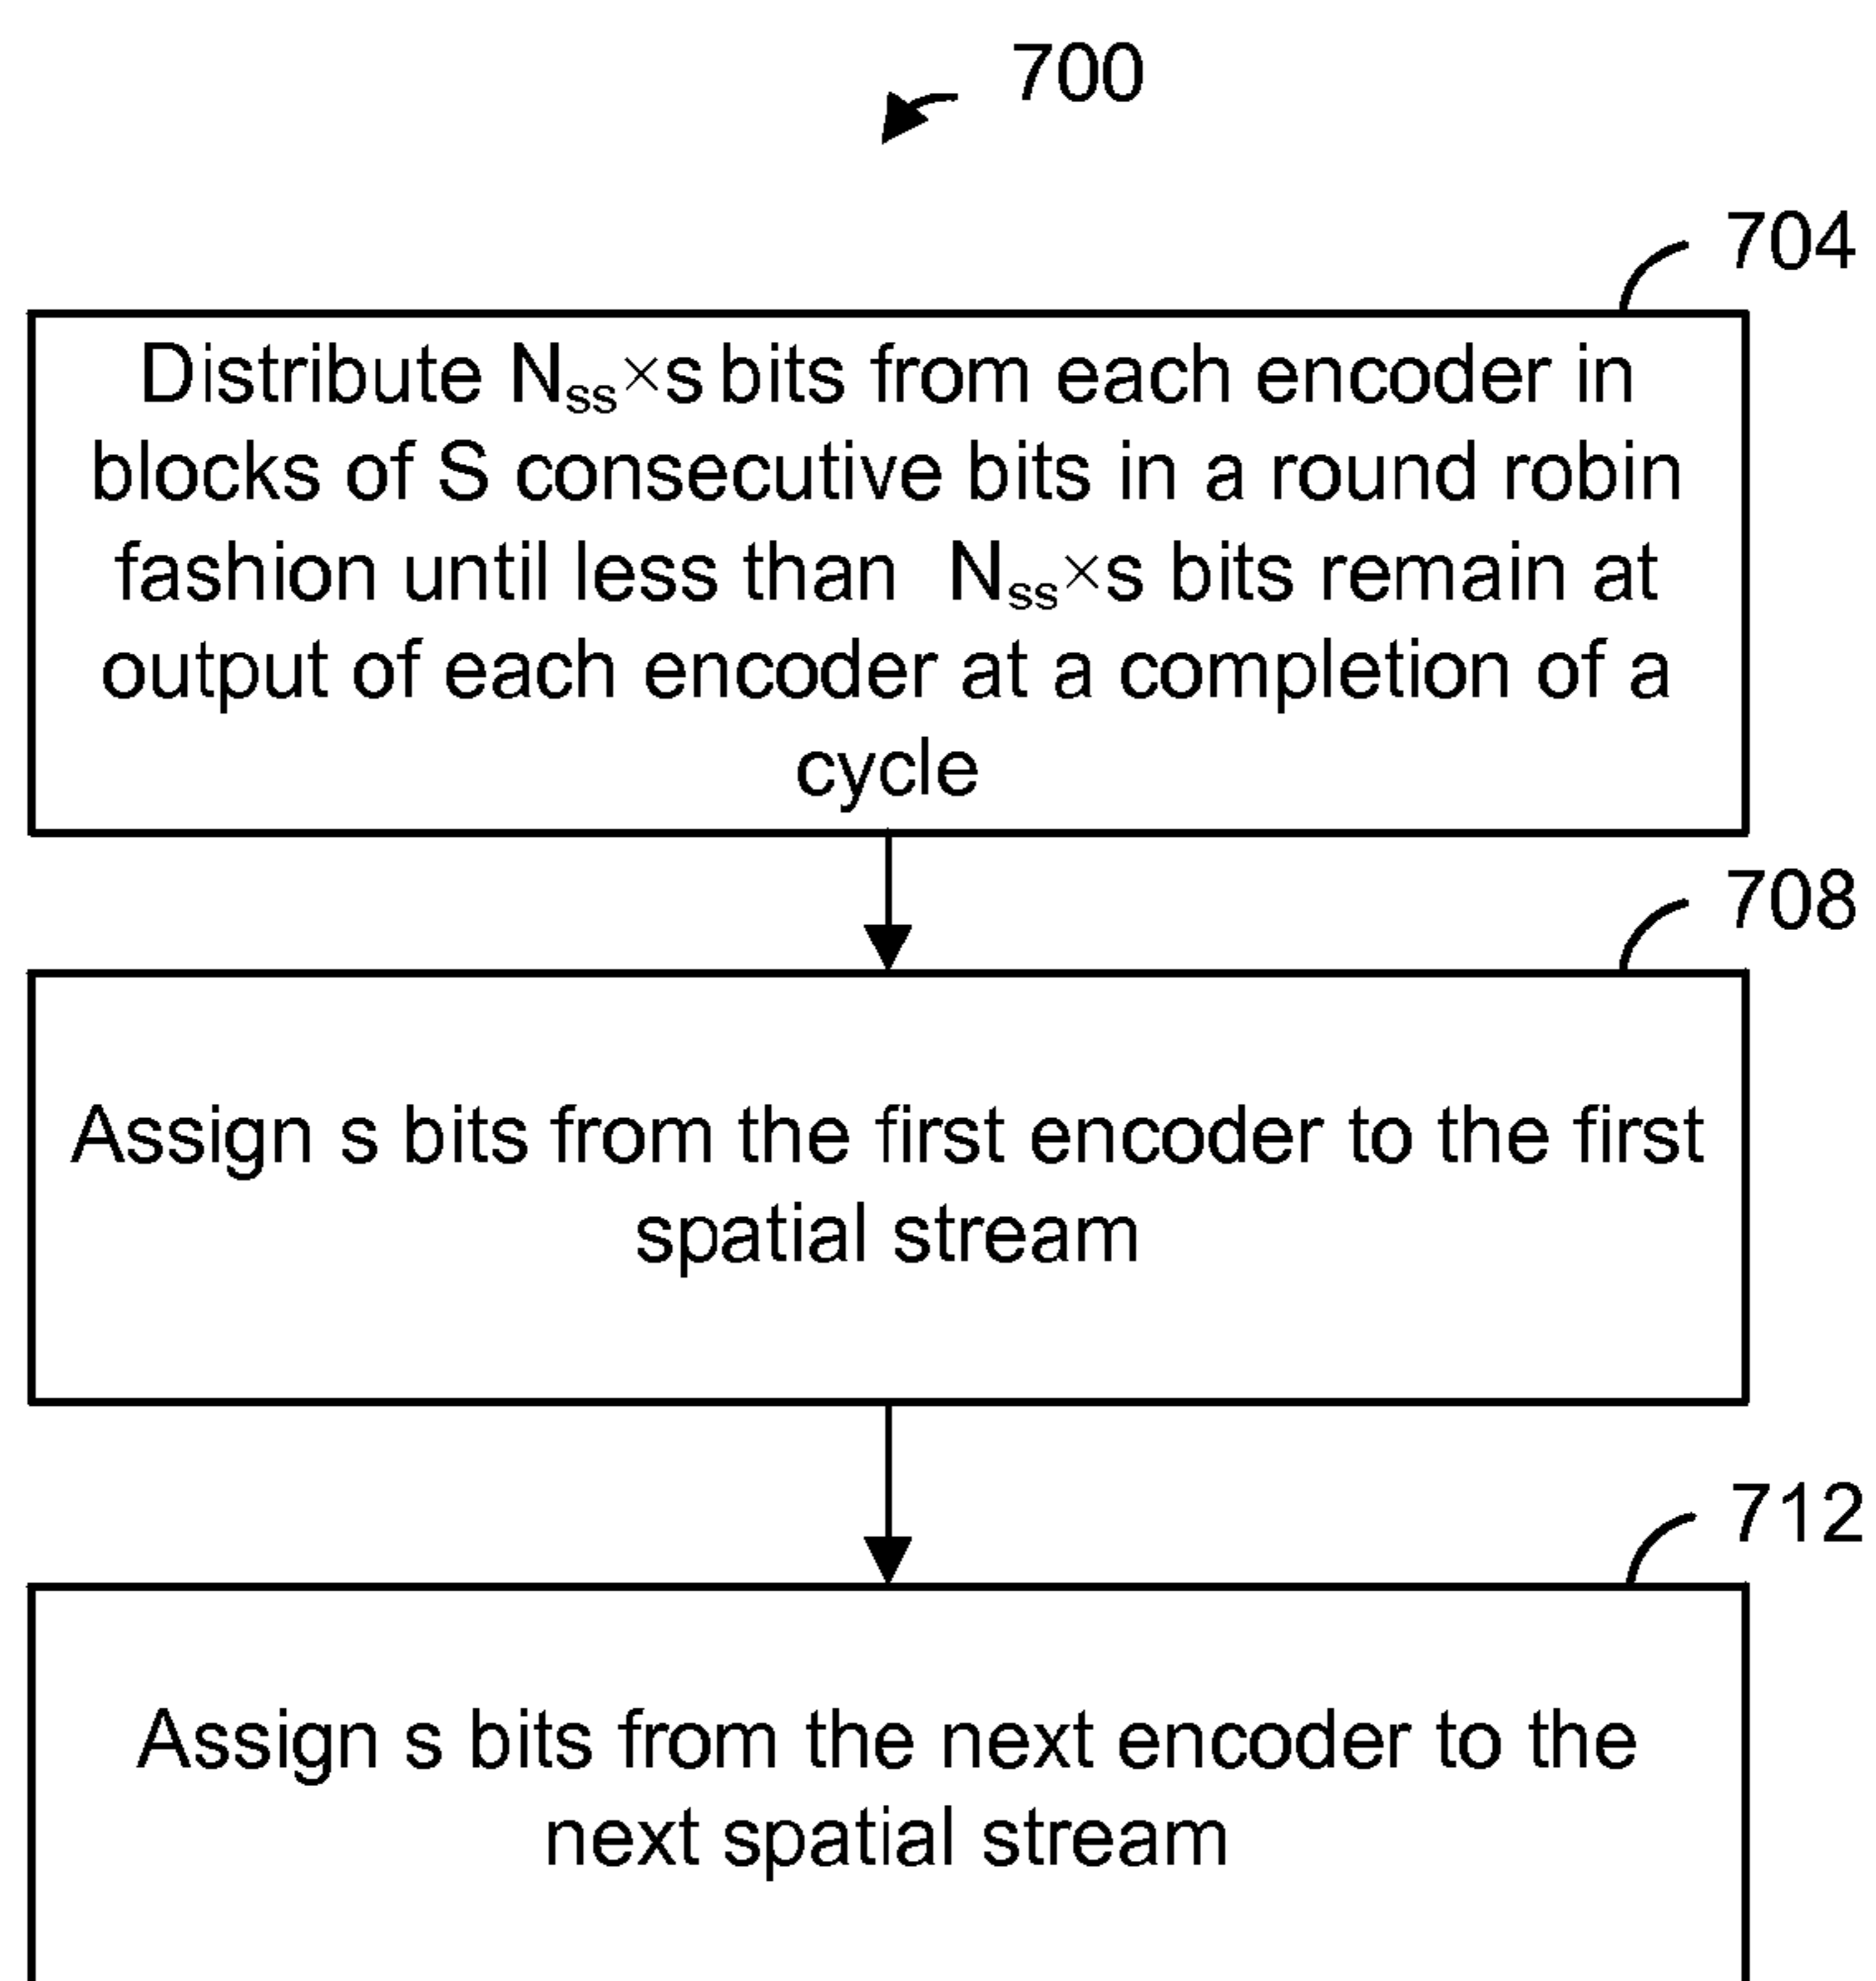 700
704
Distribute Nss×s bits from each encoder in
blocks of S consecutive bits in a round robin
fashion until less than Nss×s bits remain at
output of each encoder at a completion of a
cycle
708
Assign s bits from the first encoder to the first
spatial stream
712
Assign s bits from the next encoder to the
next spatial stream